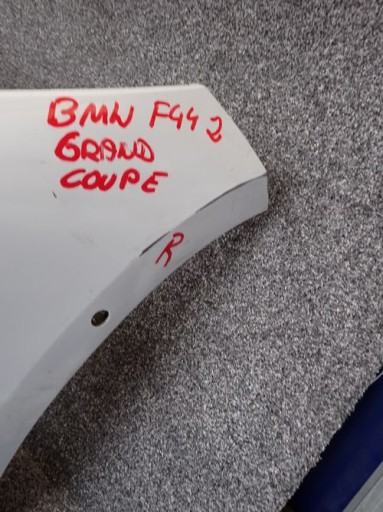 BMW F44 2
GRAND
COUPE
R